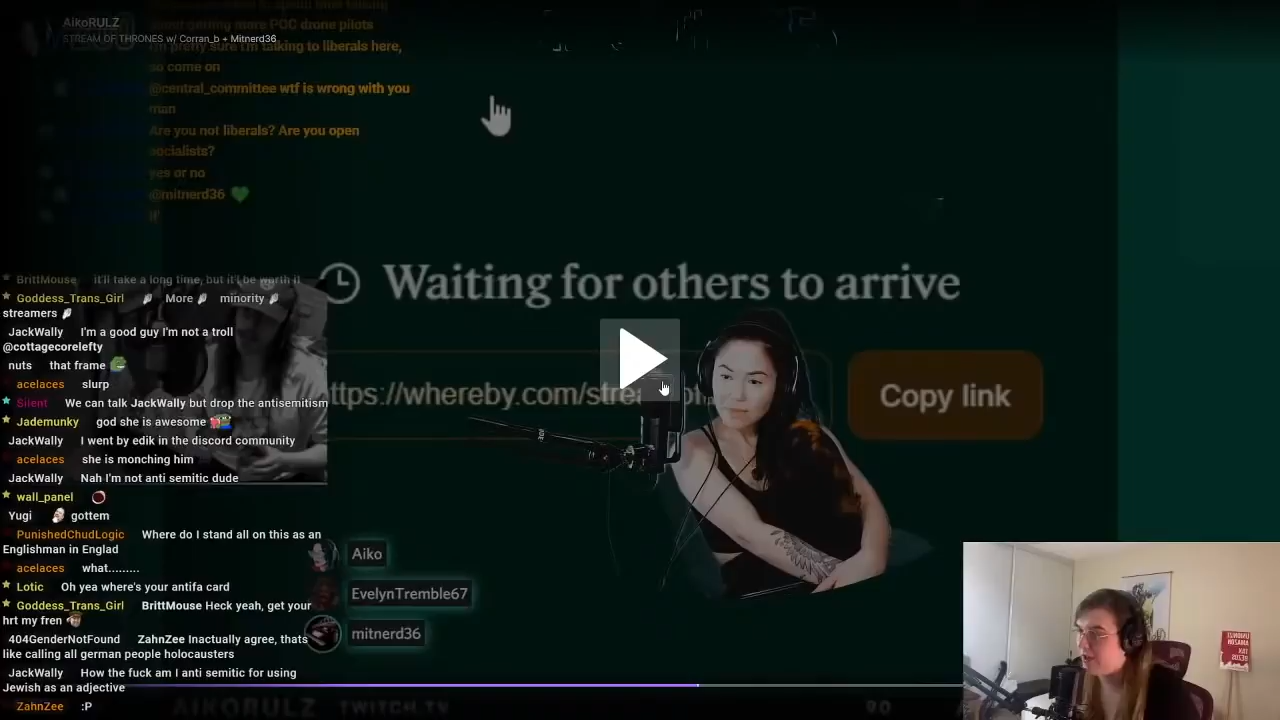 AikoRULZ
STREAM OF THRONES w/ Corran_b + Mitnerd36
about getting more POC drone pilots
I'm pretty sure I'm talking to liberals here,
so come on
@central_committee wtf is wrong with you
man
Are you not liberals? Are you open
socialists?
yes or no
@mitnerd36
Waiting for others to arrive
https://whereby.com/strea
Copy link
BrittMouse it'll take a long time, but it'l be worth it
Goddess_Trans_Girl More minority
streamers
JackWally I'm a good guy I'm not a troll
@cottagecorelefty
nuts that frame
acelaces slurp
Silent We can talk JackWally but drop the antisemitism
Jademunky god she is awesome
JackWally I went by edik in the discord community
acelaces she is monching him
JackWally Nah I'm not anti semitic dude
wall_panel
Yugi gottem
PunishedChudLogic Where do I stand all on this as an
Englishman in Englad
acelaces what.........
Lotic Oh yea where's your antifa card
Goddess_Trans_Girl BrittMouse Heck yeah, get your
hrt my fren
404GenderNotFound ZahnZee Inactually agree, thats
like calling all german people holocausters
JackWally How the fuck am I anti semitic for using
Jewish as an adjective
ZahnZee :P
Aiko
EvelynTremble67
mitnerd36
AIKORULZ TWITCH.TV
90